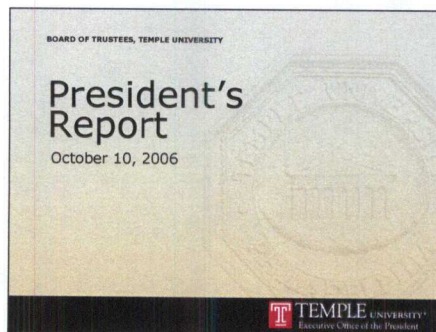 BOARD OF TRUSTEES, TEMPLE UNIVERSITY
President's
Report
October 10, 2006
TEMPLE UNIVERSITY
Executive Office of the President